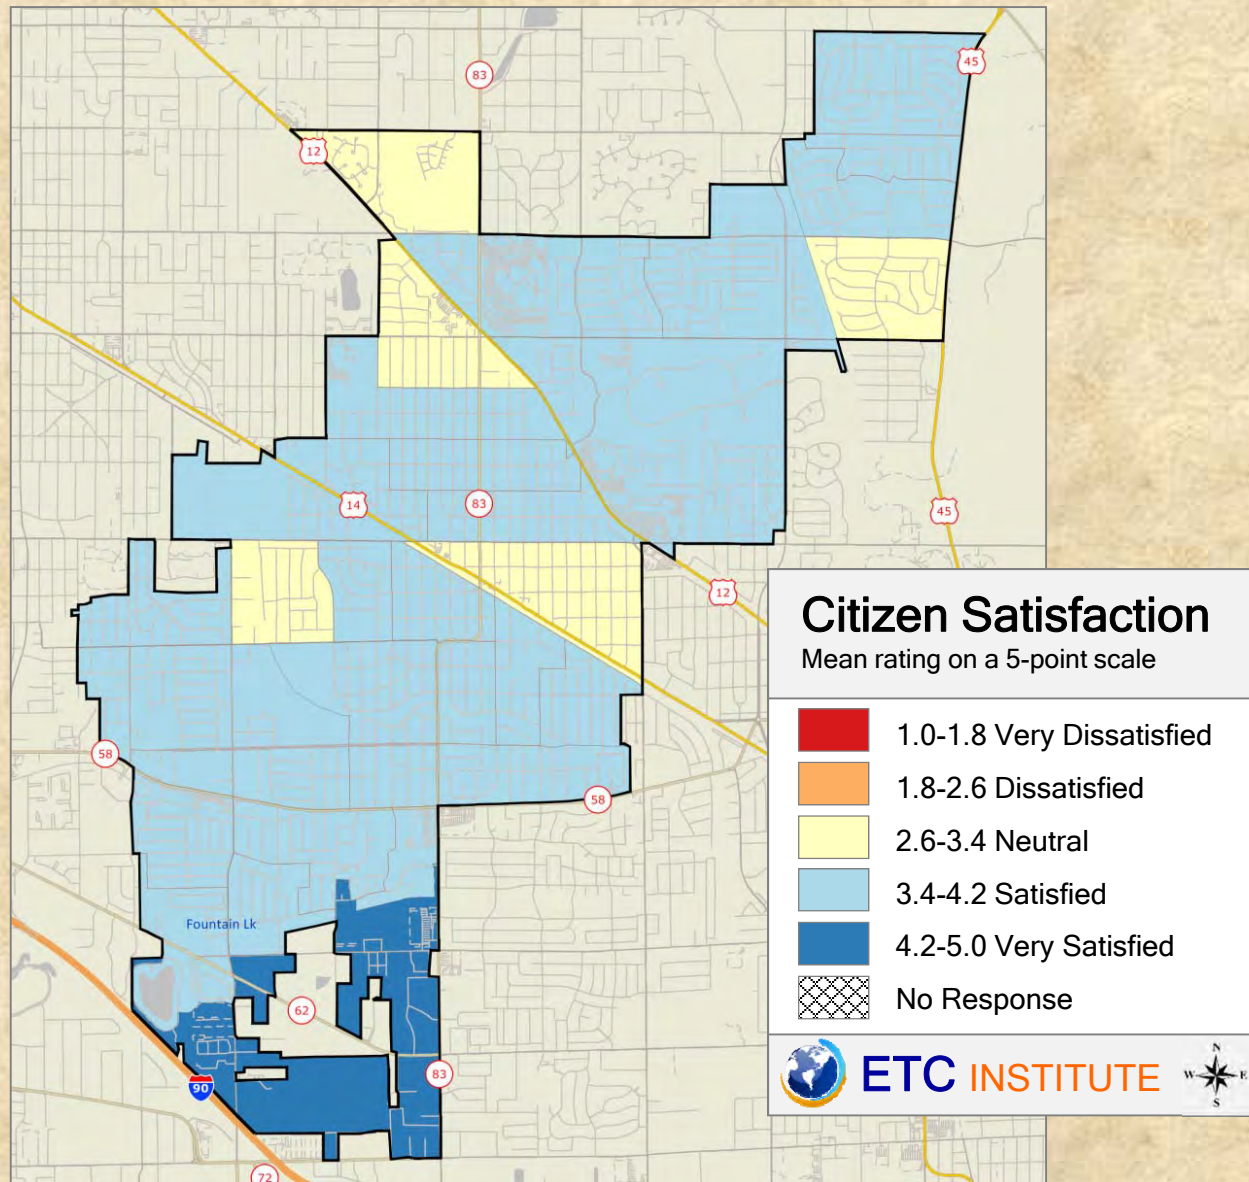 83
45
12
14
83
45
12
58
58
Fountain Lk
62
83
90
72
Citizen Satisfaction
Mean rating on a 5-point scale
1.0-1.8 Very Dissatisfied
1.8-2.6 Dissatisfied
2.6-3.4 Neutral
3.4-4.2 Satisfied
4.2-5.0 Very Satisfied
No Response
ETC INSTITUTE
N
W E
S